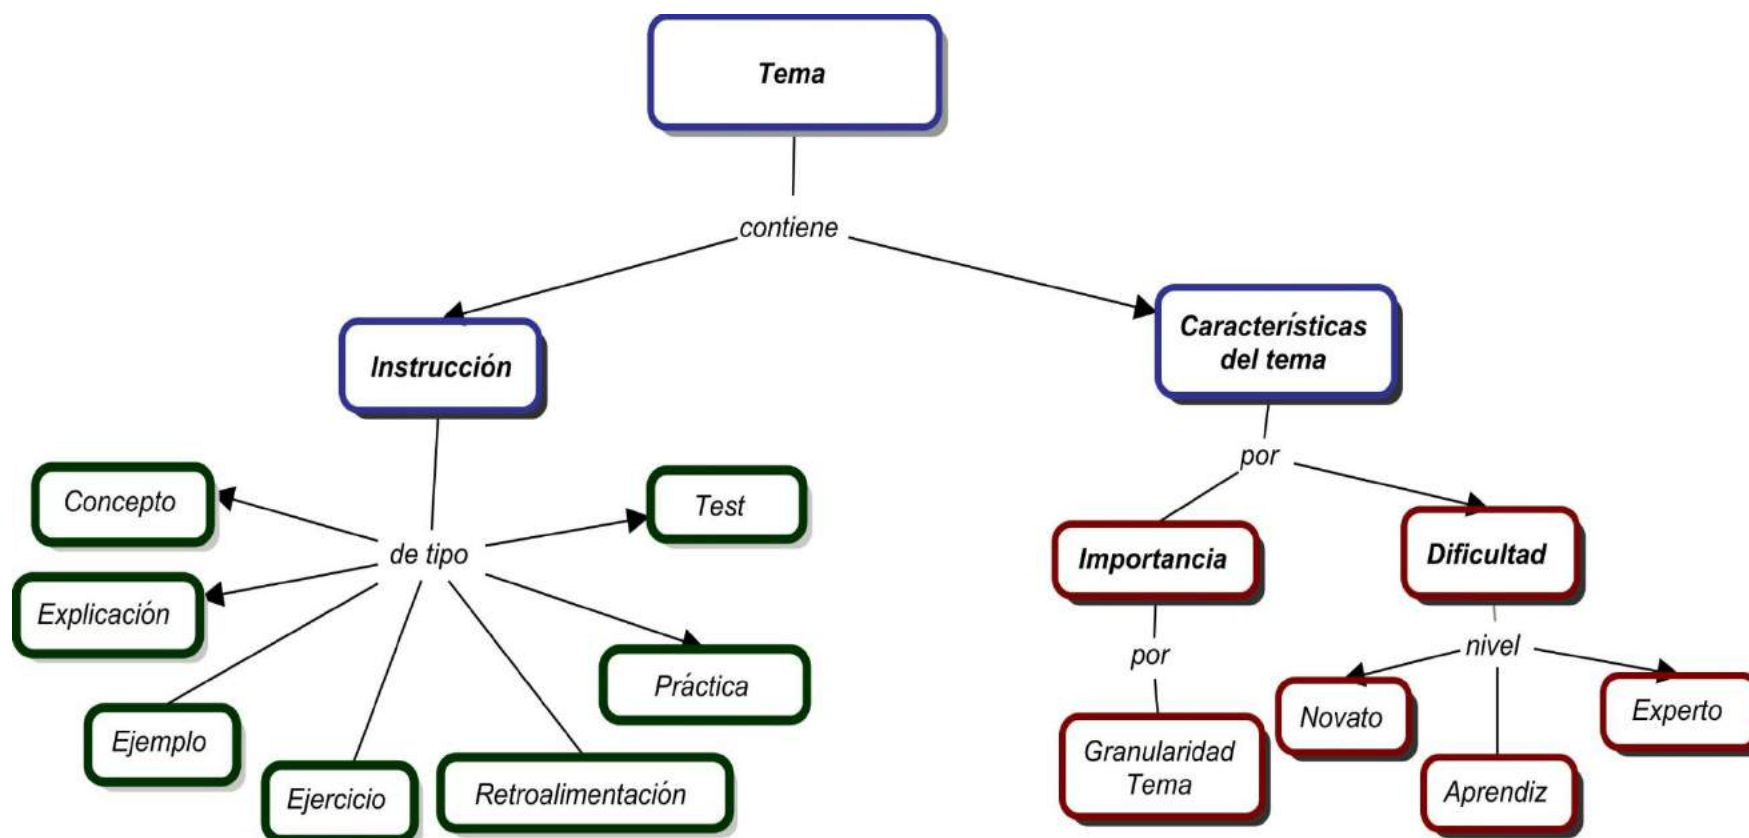 Tema
contiene
Instrucción
Características
del tema
por
Concepto
Test
de tipo
Importancia
Dificultad
Explicación
por
nivel
Práctica
Novato
Experto
Ejemplo
Granularidad
Tema
Ejercicio
Retroalimentación
Aprendiz